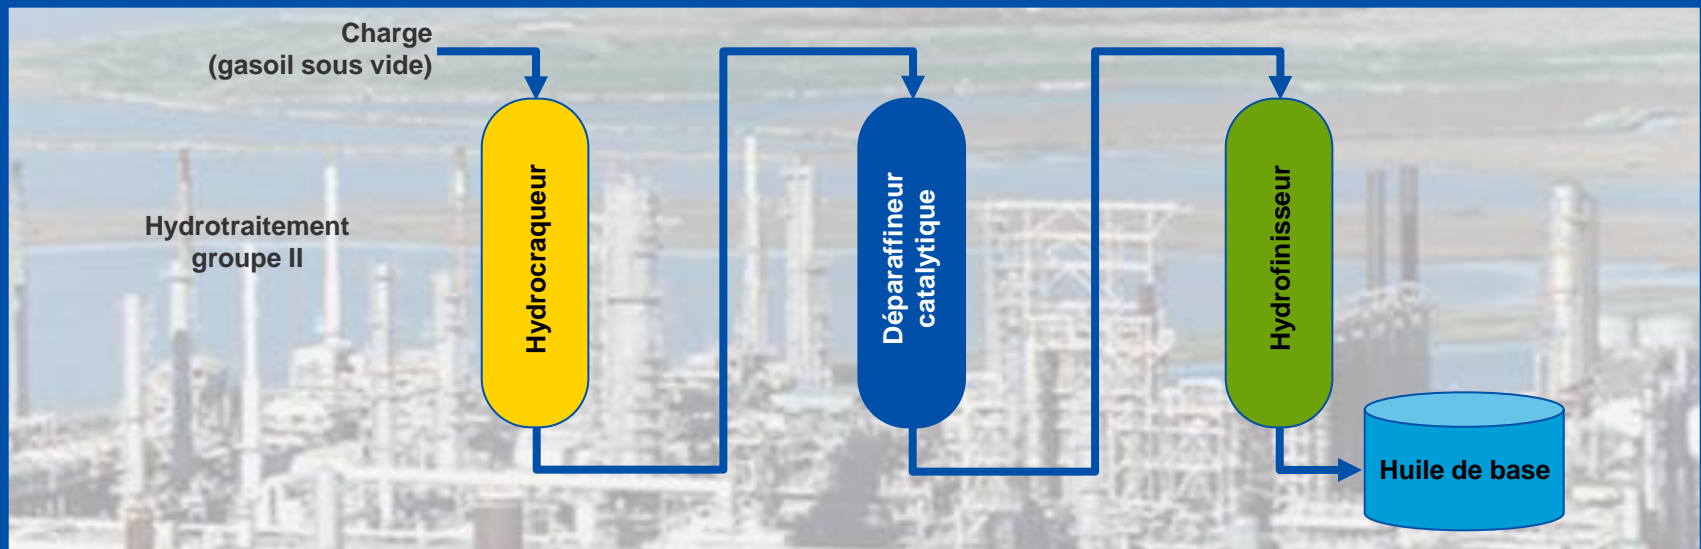 Charge
(gasoil sous vide)
Hydrotraitement
groupe II
Hydrocraqueur
Déparaffineur
catalytique
Hydrofinisseur
Huile de base